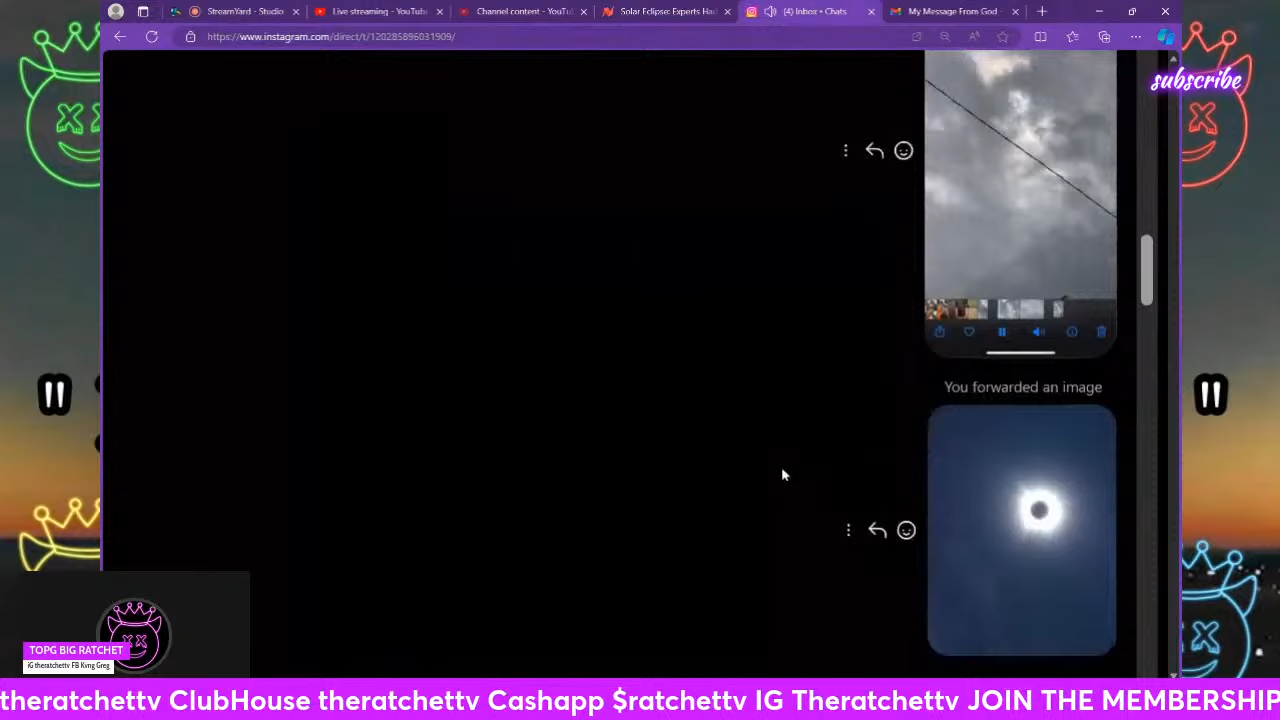 StreamYard - Studio
Live streaming - YouTube
Channel content - YouTu
Solar Eclipse: Experts Ha
(4) Inbox • Chats
My Message From God -
https://www.instagram.com/direct/t/120285896031909/
subscribe
You forwarded an image
TOPG BIG RATCHET
iG theratchettv FB Kvng Greg
theratchettv ClubHouse theratchettv Cashapp $ratchettv IG Theratchettv JOIN THE MEMBERSHIP